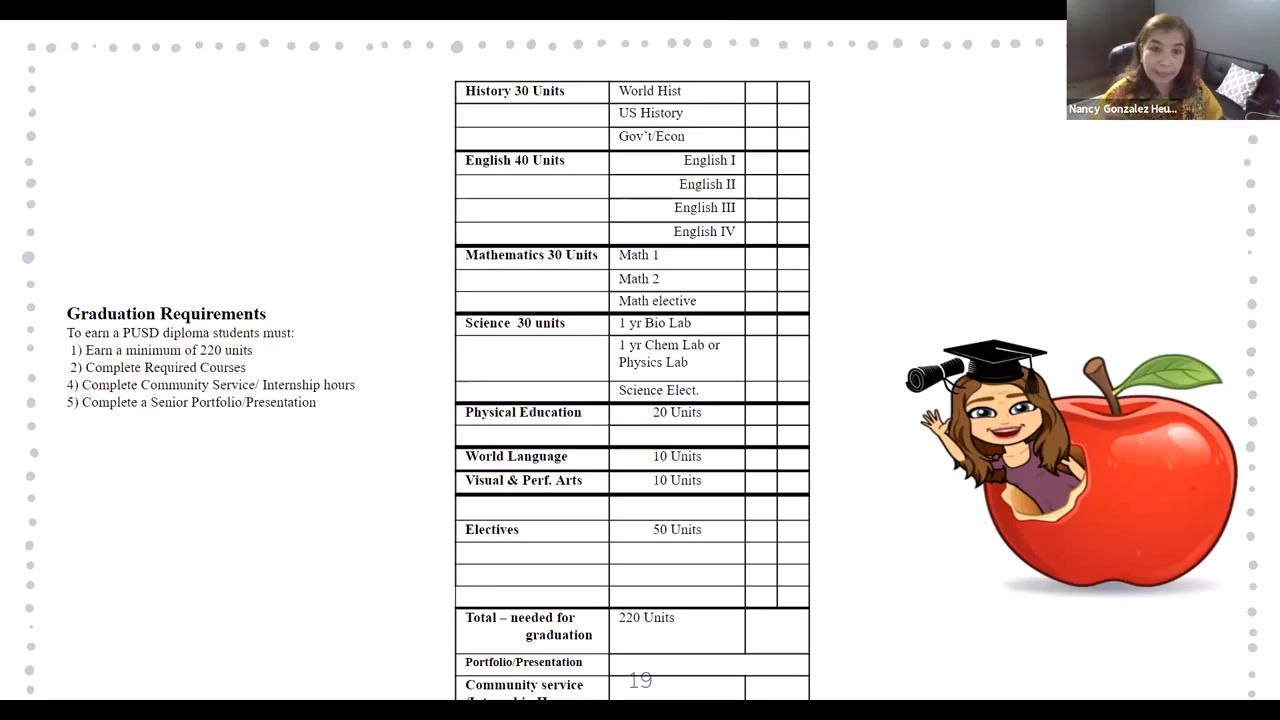 Nancy Gonzalez Heu...
History 30 Units World Hist
US History
Gov't/Econ
English 40 Units English I
English II
English III
English IV
Mathematics 30 Units Math 1
Math 2
Math elective
Science 30 units 1 yr Bio Lab
1 yr Chem Lab or
Physics Lab
Science Elect.
Physical Education 20 Units
World Language 10 Units
Visual & Perf. Arts 10 Units
Electives 50 Units
Total – needed for 220 Units
graduation
Portfolio/Presentation
Community service
Graduation Requirements
To earn a PUSD diploma students must:
1) Earn a minimum of 220 units
2) Complete Required Courses
4) Complete Community Service/ Internship hours
5) Complete a Senior Portfolio/Presentation
19